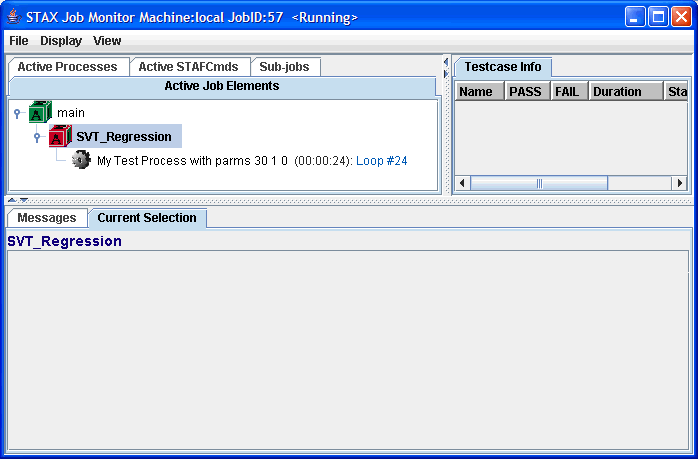 STAX Job Monitor Machine:local JobID:57 <Running>
File Display View
Active Processes Active STAFCmds Sub-jobs
Active Job Elements
A main
A SVT_Regression
My Test Process with parms 30 1 0 (00:00:24): Loop #24
Testcase Info
Name PASS FAIL Duration Sta
Messages Current Selection
SVT_Regression